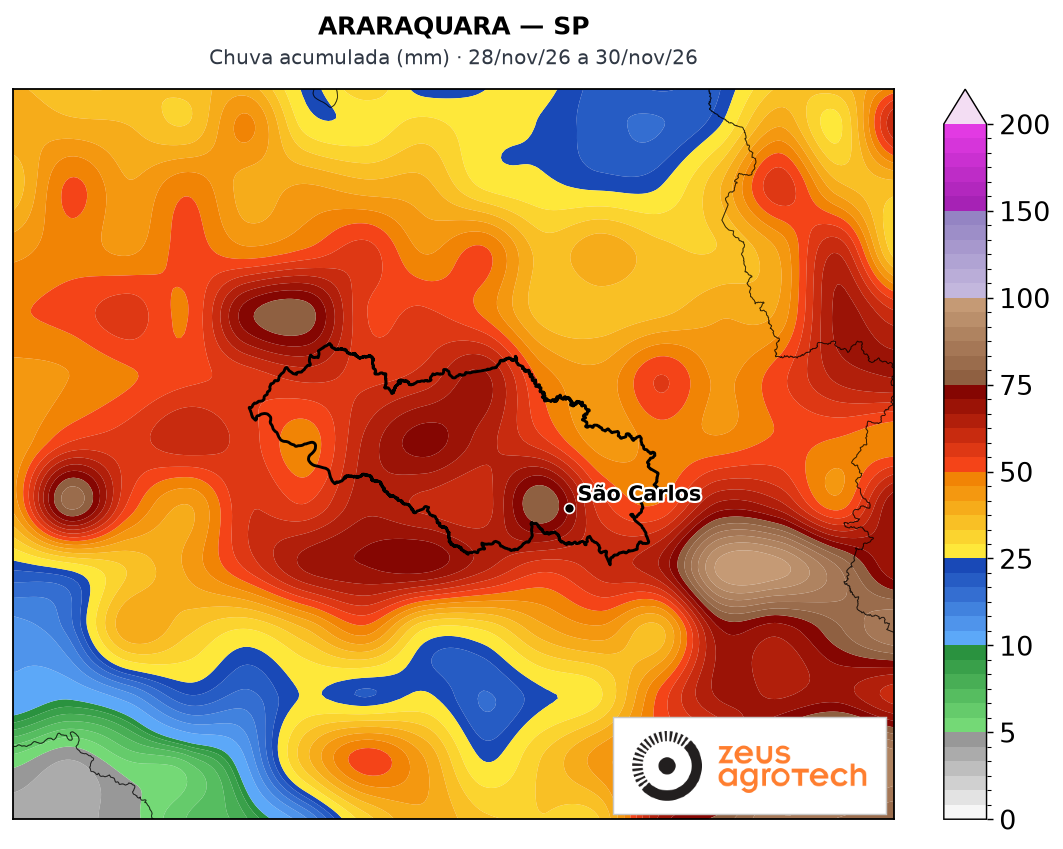 ARARAQUARA — SP
Chuva acumulada (mm) · 28/nov/26 a 30/nov/26
200
150
100
75
50
25
10
5
0
São Carlos
zeus
agrotech